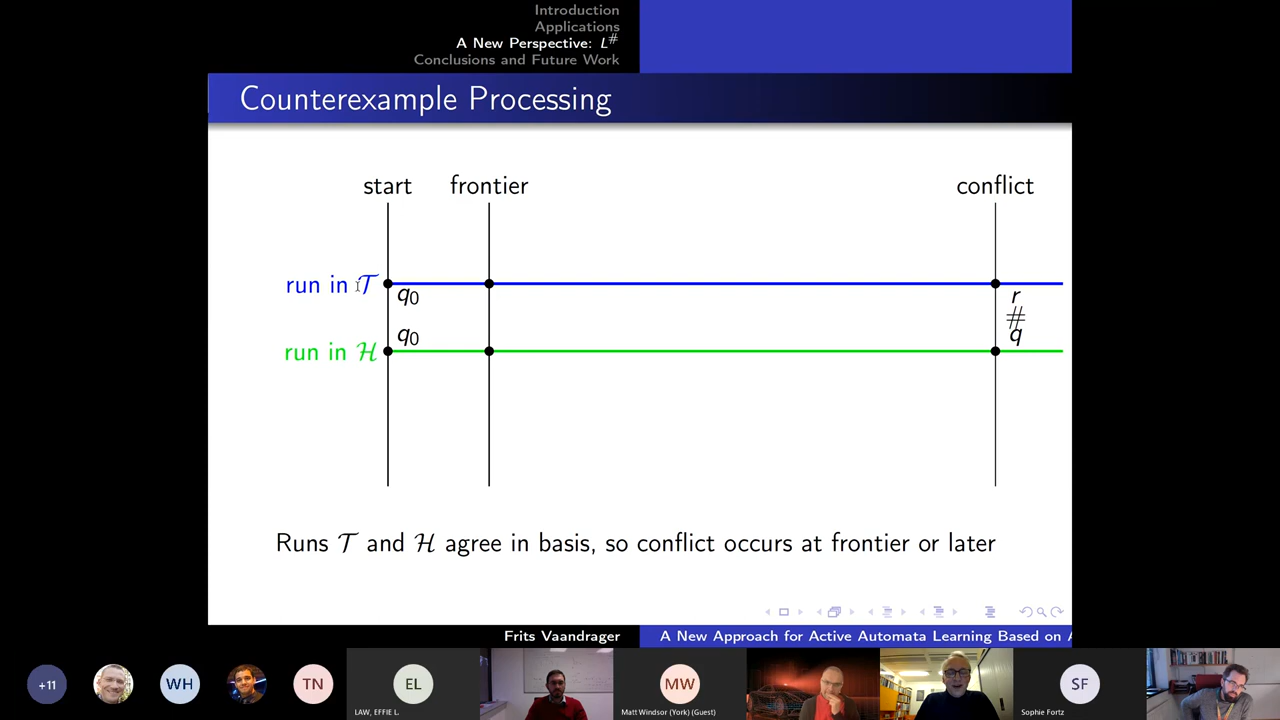 Introduction
Applications
A New Perspective: L#
Conclusions and Future Work
Counterexample Processing
start frontier conflict
run in 𝒯
q0
r
#
run in ℋ
q0
q
Runs 𝒯 and ℋ agree in basis, so conflict occurs at frontier or later
Frits Vaandrager
A New Approach for Active Automata Learning Based on A
+11
WH
TN
EL
LAW, EFFIE L.
MW
Matt Windsor (York) (Guest)
SF
Sophie Fortz